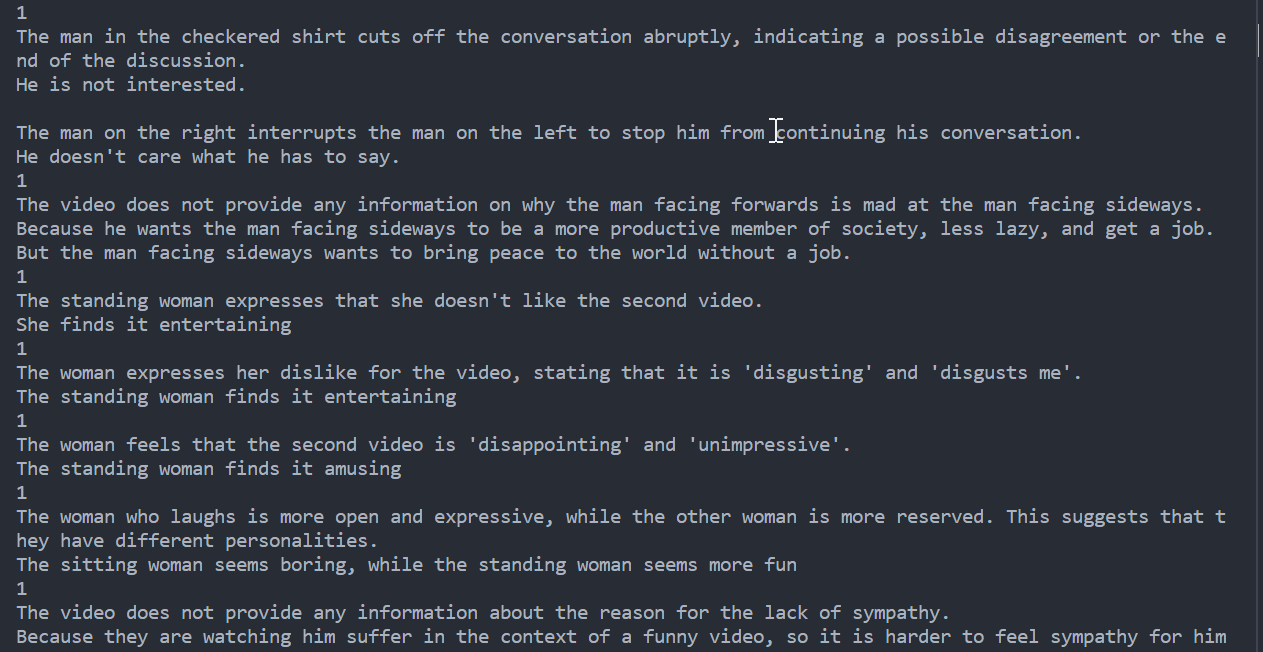 1
The man in the checkered shirt cuts off the conversation abruptly, indicating a possible disagreement or the e
nd of the discussion.
He is not interested.

The man on the right interrupts the man on the left to stop him from continuing his conversation.
He doesn't care what he has to say.
1
The video does not provide any information on why the man facing forwards is mad at the man facing sideways.
Because he wants the man facing sideways to be a more productive member of society, less lazy, and get a job.
But the man facing sideways wants to bring peace to the world without a job.
1
The standing woman expresses that she doesn't like the second video.
She finds it entertaining
1
The woman expresses her dislike for the video, stating that it is 'disgusting' and 'disgusts me'.
The standing woman finds it entertaining
1
The woman feels that the second video is 'disappointing' and 'unimpressive'.
The standing woman finds it amusing
1
The woman who laughs is more open and expressive, while the other woman is more reserved. This suggests that t
hey have different personalities.
The sitting woman seems boring, while the standing woman seems more fun
1
The video does not provide any information about the reason for the lack of sympathy.
Because they are watching him suffer in the context of a funny video, so it is harder to feel sympathy for him